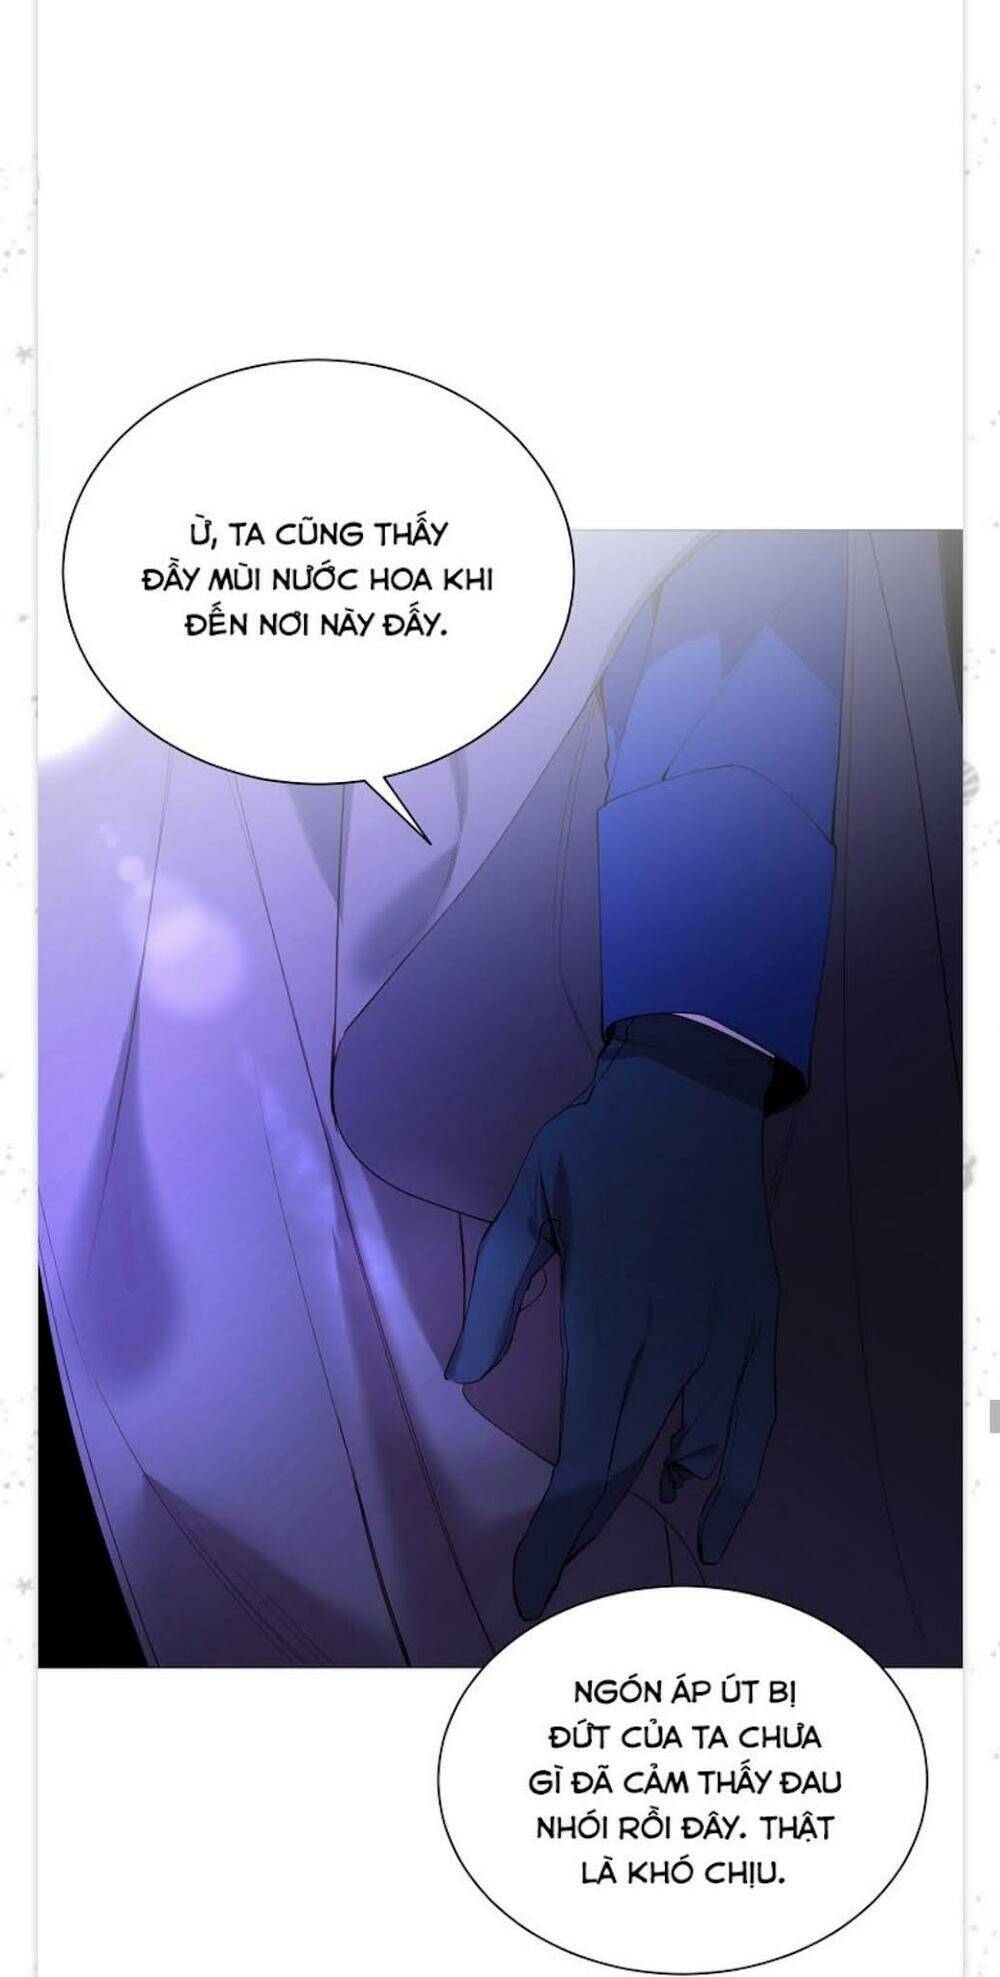 Ừ, TA CŨNG THẤY
ĐẦY MÙI NƯỚC HOA KHI
ĐẾN NƠI NÀY ĐẤY.
NGÓN ÁP ÚT BỊ
ĐỨT CỦA TA CHƯA
GÌ ĐÃ CẢM THẤY ĐAU
NHÓI RỒI ĐÂY. THẬT
LÀ KHÓ CHỊU.